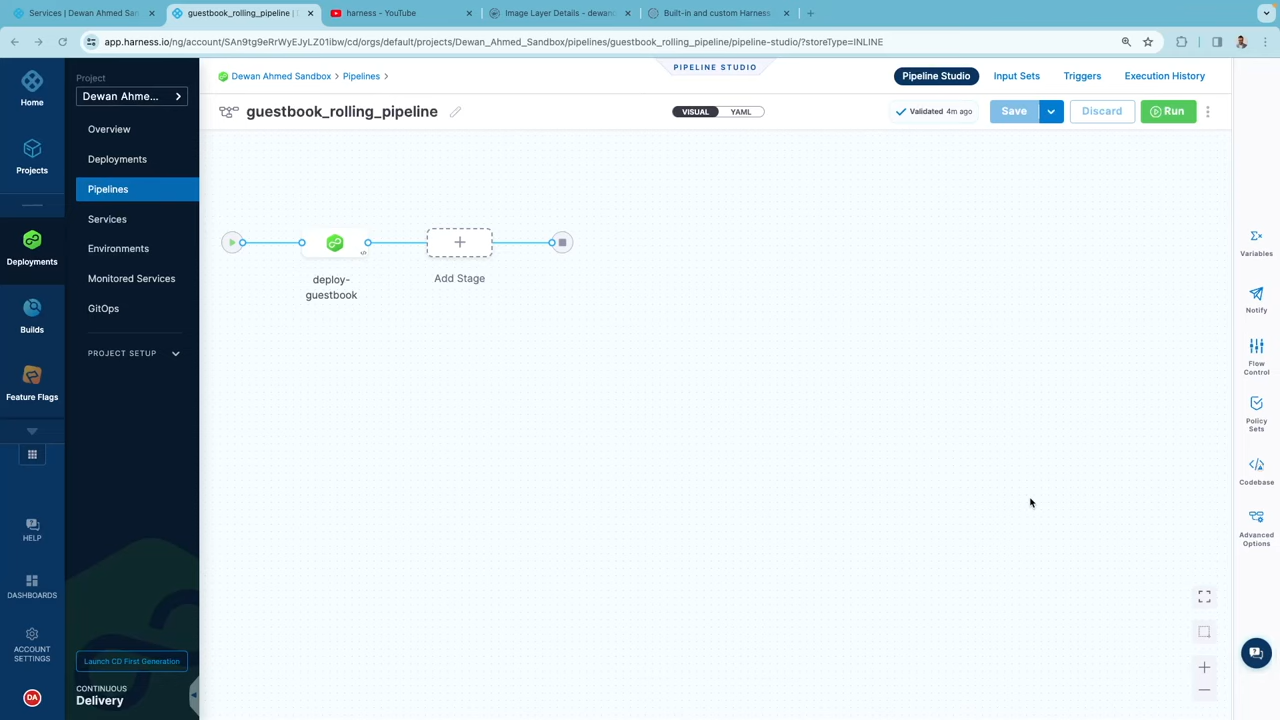 Services | Dewan Ahmed San
guestbook_rolling_pipeline |
harness - YouTube
Image Layer Details - dewan
Built-in and custom Harness
app.harness.io/ng/account/SAn9tg9eRrWyEJyLZ01ibw/cd/orgs/default/projects/Dewan_Ahmed_Sandbox/pipelines/guestbook_rolling_pipeline/pipeline-studio/?storeType=INLINE
Home
Projects
Deployments
Builds
Feature Flags
HELP
DASHBOARDS
ACCOUNT
SETTINGS
DA
Project
Dewan Ahme...
Overview
Deployments
Pipelines
Services
Environments
Monitored Services
GitOps
PROJECT SETUP
Launch CD First Generation
CONTINUOUS
Delivery
Dewan Ahmed Sandbox > Pipelines >
PIPELINE STUDIO
Pipeline Studio
Input Sets
Triggers
Execution History
guestbook_rolling_pipeline
VISUAL
YAML
Validated 4m ago
Save
Discard
Run
deploy-
guestbook
Add Stage
Variables
Notify
Flow
Control
Policy
Sets
Codebase
Advanced
Options